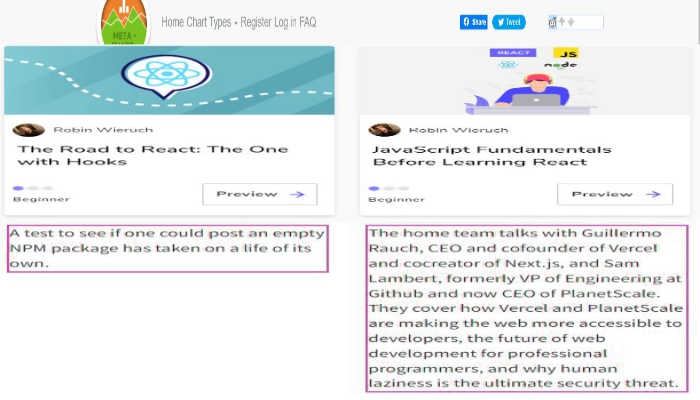 META -
Home Chart Types Register Log in FAQ
Share
Tweet
REACT
JS
node
Robin Wieruch
The Road to React: The One
with Hooks
Beginner
Preview
Robin Wieruch
JavaScript Fundamentals
Before Learning React
Beginner
Preview
A test to see if one could post an empty
NPM package has taken on a life of its
own.
The home team talks with Guillermo
Rauch, CEO and cofounder of Vercel
and cocreator of Next.js, and Sam
Lambert, formerly VP of Engineering at
Github and now CEO of PlanetScale.
They cover how Vercel and PlanetScale
are making the web more accessible to
developers, the future of web
development for professional
programmers, and why human
laziness is the ultimate security threat.